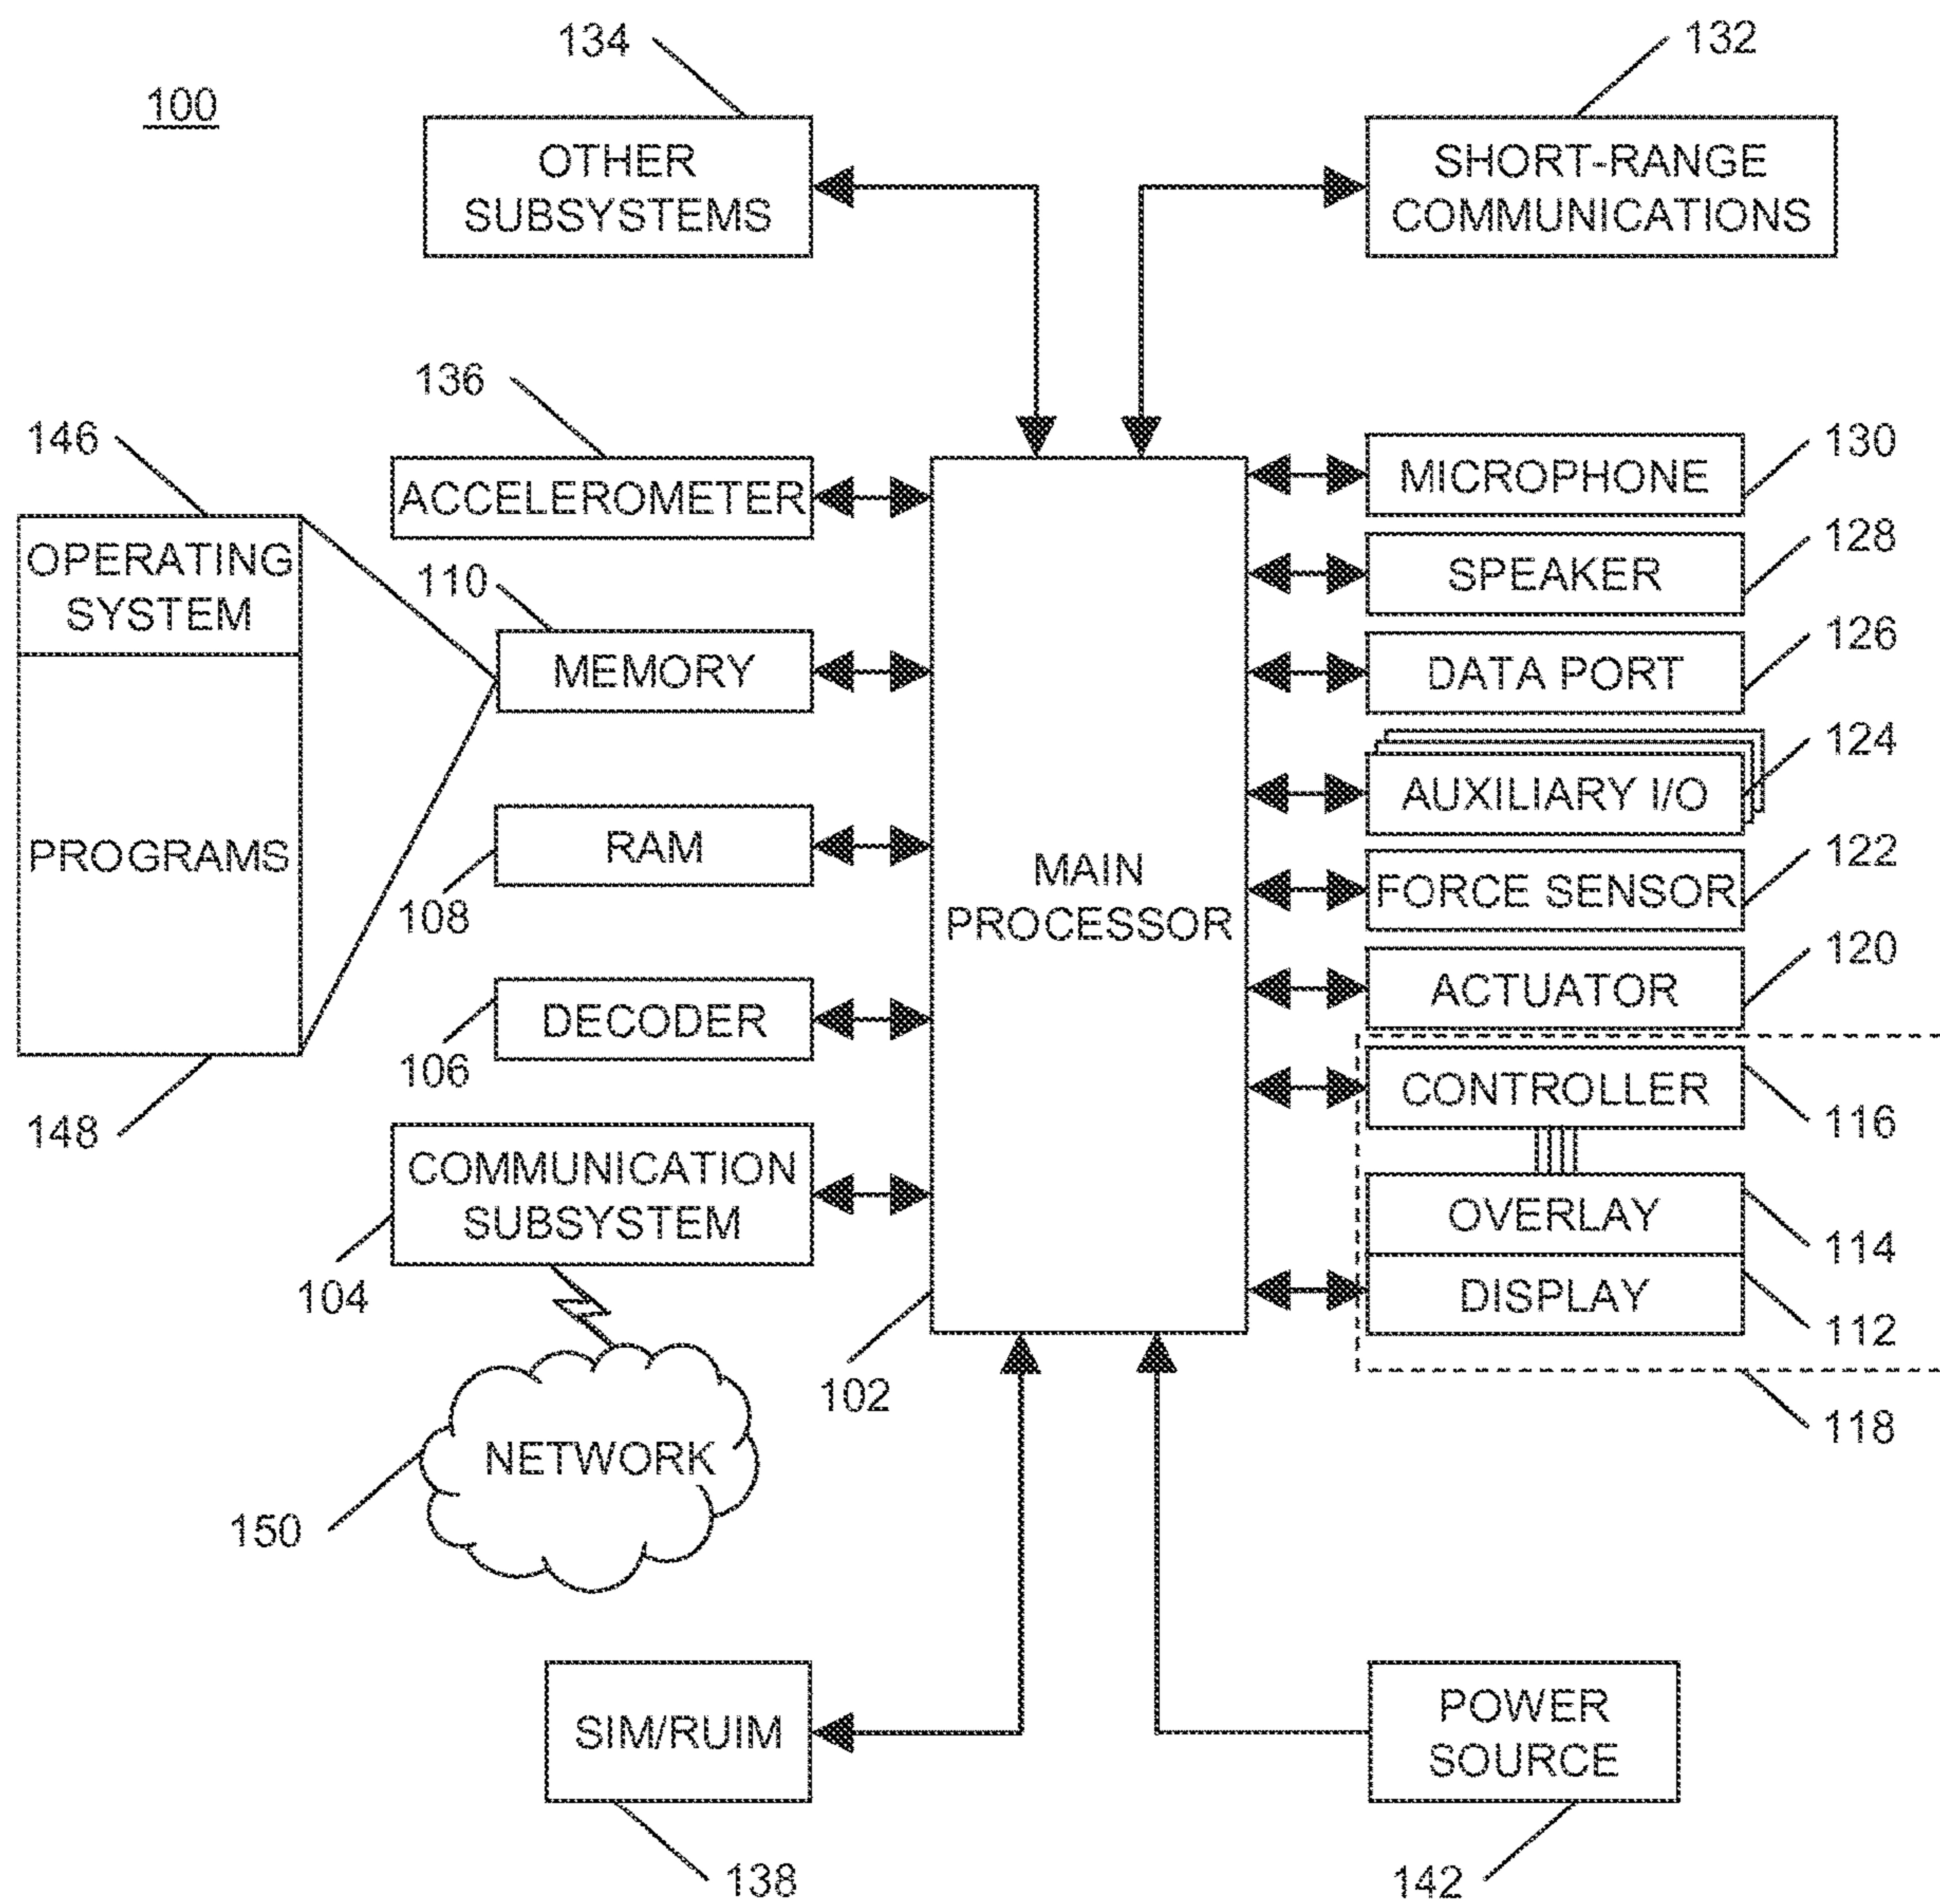 134
132
100
OTHER
SUBSYSTEMS
SHORT-RANGE
COMMUNICATIONS
136
146
ACCELEROMETER
MICROPHONE
130
OPERATING
SYSTEM
110
SPEAKER
128
MEMORY
DATA PORT
126
AUXILIARY I/O
124
PROGRAMS
RAM
108
MAIN
PROCESSOR
FORCE SENSOR
122
ACTUATOR
120
DECODER
106
CONTROLLER
116
148
COMMUNICATION
SUBSYSTEM
104
OVERLAY
114
DISPLAY
112
102
118
NETWORK
150
SIM/RUIM
POWER
SOURCE
138
142